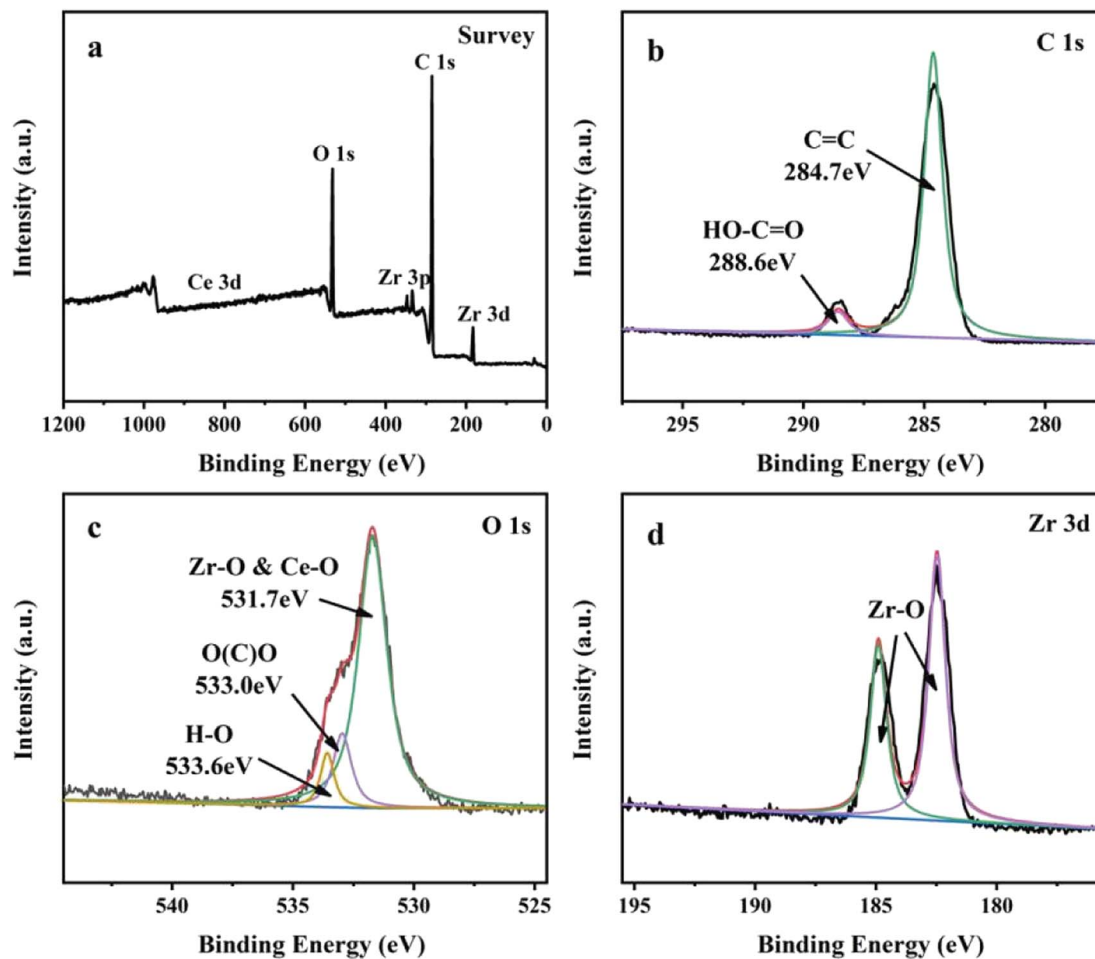 a
Survey
C 1s
O 1s
Ce 3d
Zr 3p
Zr 3d
Intensity (a.u.)
1200 1000 800 600 400 200 0
Binding Energy (eV)
b
C 1s
C=C
284.7eV
HO-C=O
288.6eV
Intensity (a.u.)
295 290 285 280
Binding Energy (eV)
c
O 1s
Zr-O & Ce-O
531.7eV
O(C)O
533.0eV
H-O
533.6eV
Intensity (a.u.)
540 535 530 525
Binding Energy (eV)
d
Zr 3d
Zr-O
Intensity (a.u.)
195 190 185 180
Binding Energy (eV)